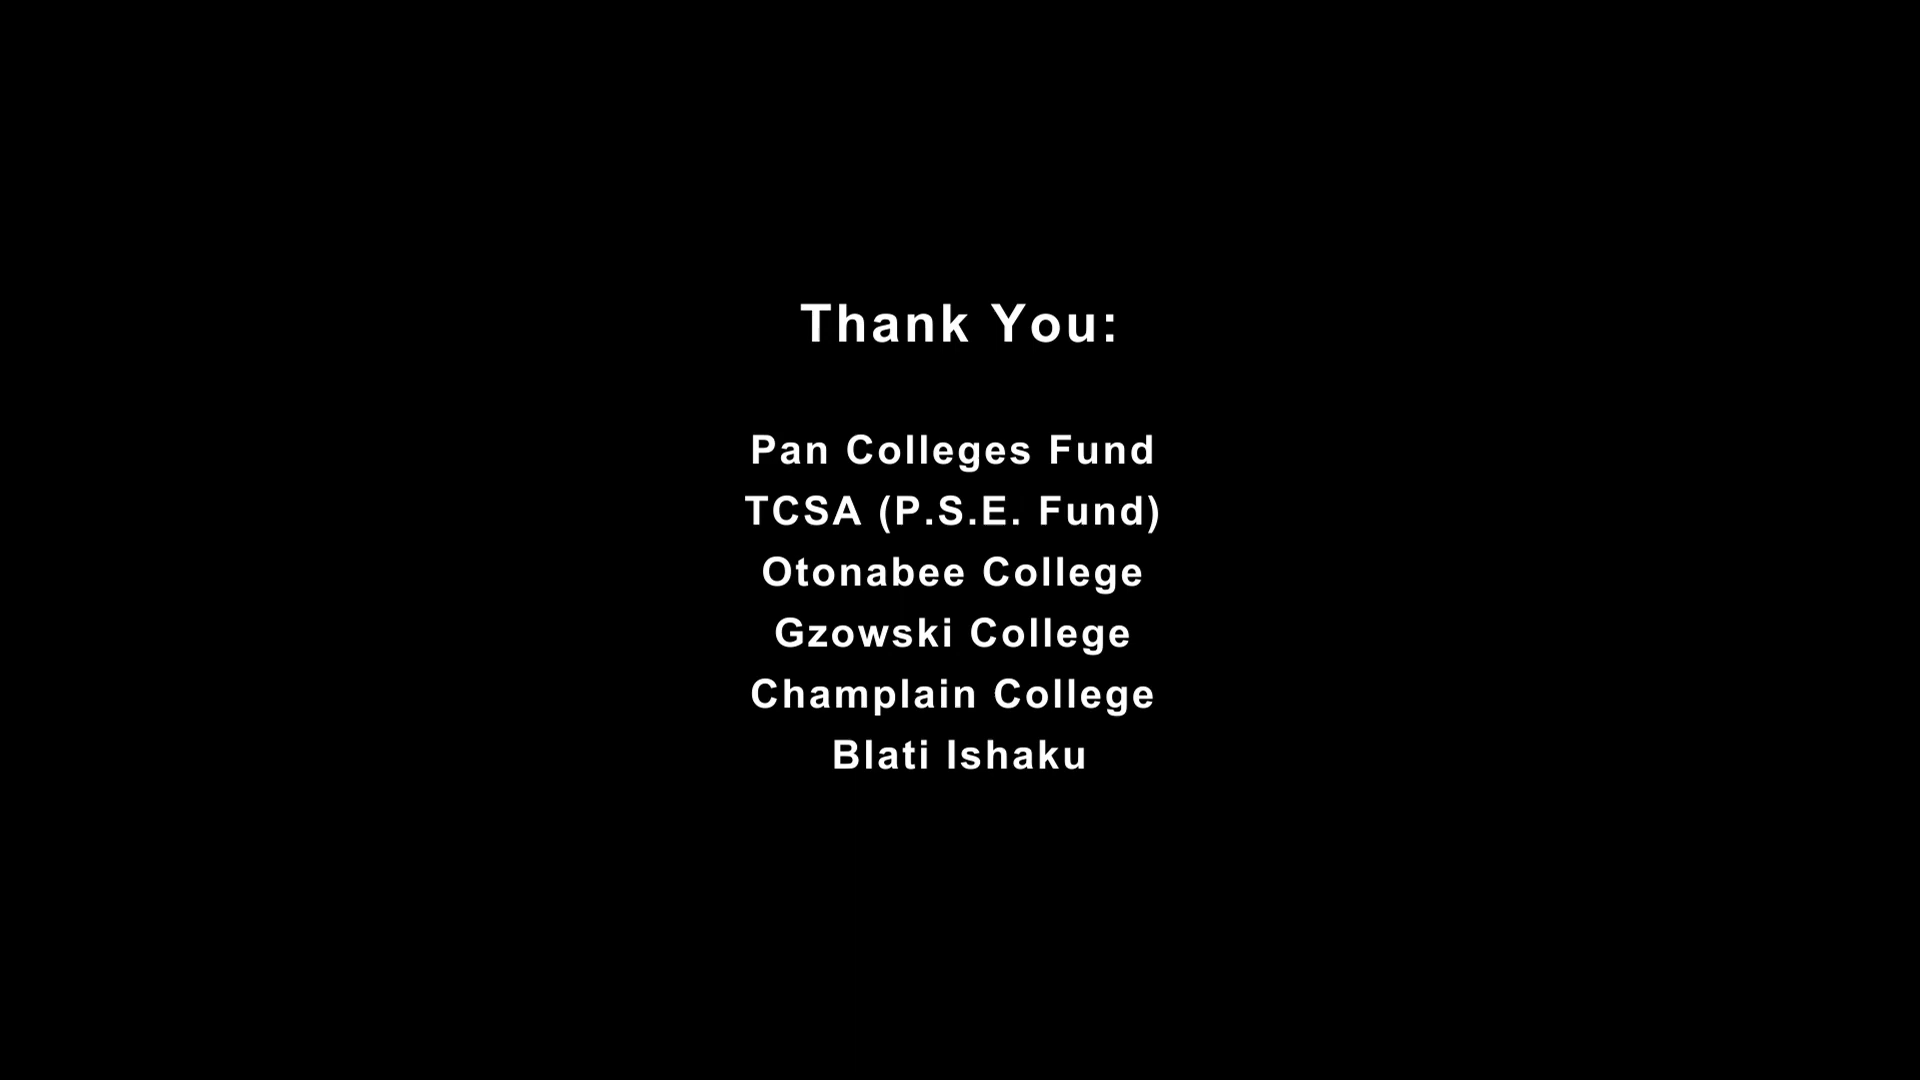 Thank You:
Pan Colleges Fund
TCSA (P.S.E. Fund)
Otonabee College
Gzowski College
Champlain College
Blati Ishaku